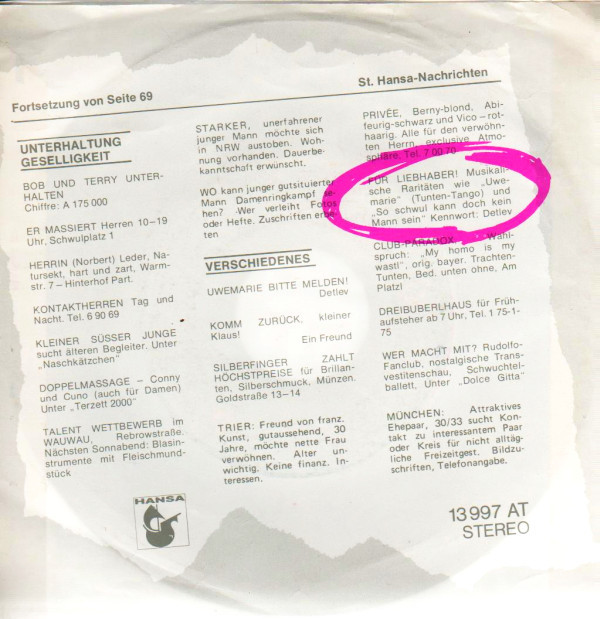 Fortsetzung von Seite 69
St. Hansa-Nachrichten
UNTERHALTUNG
GESELLIGKEIT
BOB UND TERRY UNTER-
HALTEN
Chiffre: A 175 000
ER MASSIERT Herren 10–19
Uhr, Schwulplatz 1
HERRIN (Norbert) Leder, Na-
tursekt, hart und zart, Warm-
str. 7 – Hinterhof Part.
KONTAKTHERREN Tag und
Nacht. Tel. 6 90 69
KLEINER SÜSSER JUNGE
sucht älteren Begleiter. Unter
„Naschkätzchen"
DOPPELMASSAGE – Conny
und Cuno (auch für Damen)
Unter „Terzett 2000"
TALENT WETTBEWERB im
WAUWAU, Rebrowstraße.
Nächsten Sonnabend: Blasin-
strumente mit Fleischmund-
stück
STARKER, unerfahrener
junger Mann möchte sich
in NRW austoben. Woh-
nung vorhanden. Dauerbe-
kanntschaft erwünscht.
WO kann junger gutsituierter
Mann Damenringkampf se-
hen? Wer verleiht Fotos
oder Hefte. Zuschriften erbe-
ten
VERSCHIEDENES
UWEMARIE BITTE MELDEN!
Detlev
KOMM ZURÜCK, kleiner
Klaus!
Ein Freund
SILBERFINGER ZAHLT
HÖCHSTPREISE für Brillan-
ten, Silberschmuck, Münzen.
Goldstraße 13–14
TRIER: Freund von franz.
Kunst, gutaussehend, 30
Jahre, möchte nette Frau
verwöhnen. Alter un-
wichtig. Keine finanz. In-
teressen.
PRIVÉE, Berny-blond, Abi-
feurig-schwarz und Vico – rot-
haarig. Alle für den verwöhn-
ten Herrn, exclusive Atmo-
sphäre, Tel. 7 00 70
FÜR LIEBHABER! Musikali-
sche Raritäten wie „Uwe-
marie" (Tunten-Tango) und
„So schwul kann doch kein
Mann sein" Kennwort: Detlev
CLUB-PARADOX, Wahl-
spruch: „My homo is my
wastl", orig. bayer. Trachten-
Tunten, Bed. unten ohne, Am
Platzl
DREIBUBERLHAUS für Früh-
aufsteher ab 7 Uhr, Tel. 1 75-1-
75
WER MACHT MIT? Rudolfo-
Fanclub, nostalgische Trans-
vestitenschau, Schwuchtel-
ballett, Unter „Dolce Gitta"
MÜNCHEN: Attraktives
Ehepaar, 30/33 sucht Kon-
takt zu interessantem Paar
oder Kreis für nicht alltäg-
liche Freizeitgest. Bildzu-
schriften, Telefonangabe.
HANSA
13 997 AT
STEREO